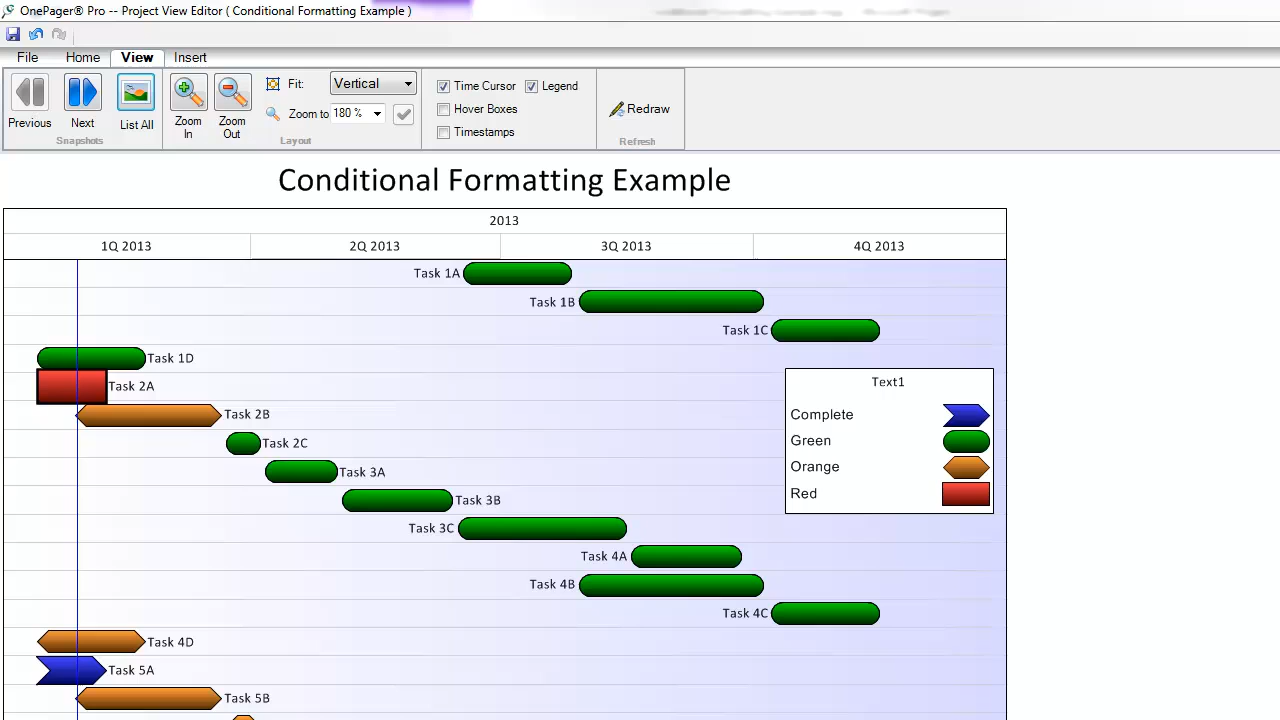 OnePager® Pro -- Project View Editor ( Conditional Formatting Example )
File Home View Insert
Previous
Next
List All
Snapshots
Zoom In
Zoom Out
Fit: Vertical
Zoom to 180 %
Layout
Time Cursor Legend
Hover Boxes
Timestamps
Redraw
Refresh
Conditional Formatting Example
2013
1Q 2013 2Q 2013 3Q 2013 4Q 2013
Task 1A
Task 1B
Task 1C
Task 1D
Task 2A
Task 2B
Task 2C
Task 3A
Task 3B
Task 3C
Task 4A
Task 4B
Task 4C
Task 4D
Task 5A
Task 5B
Text1
Complete
Green
Orange
Red